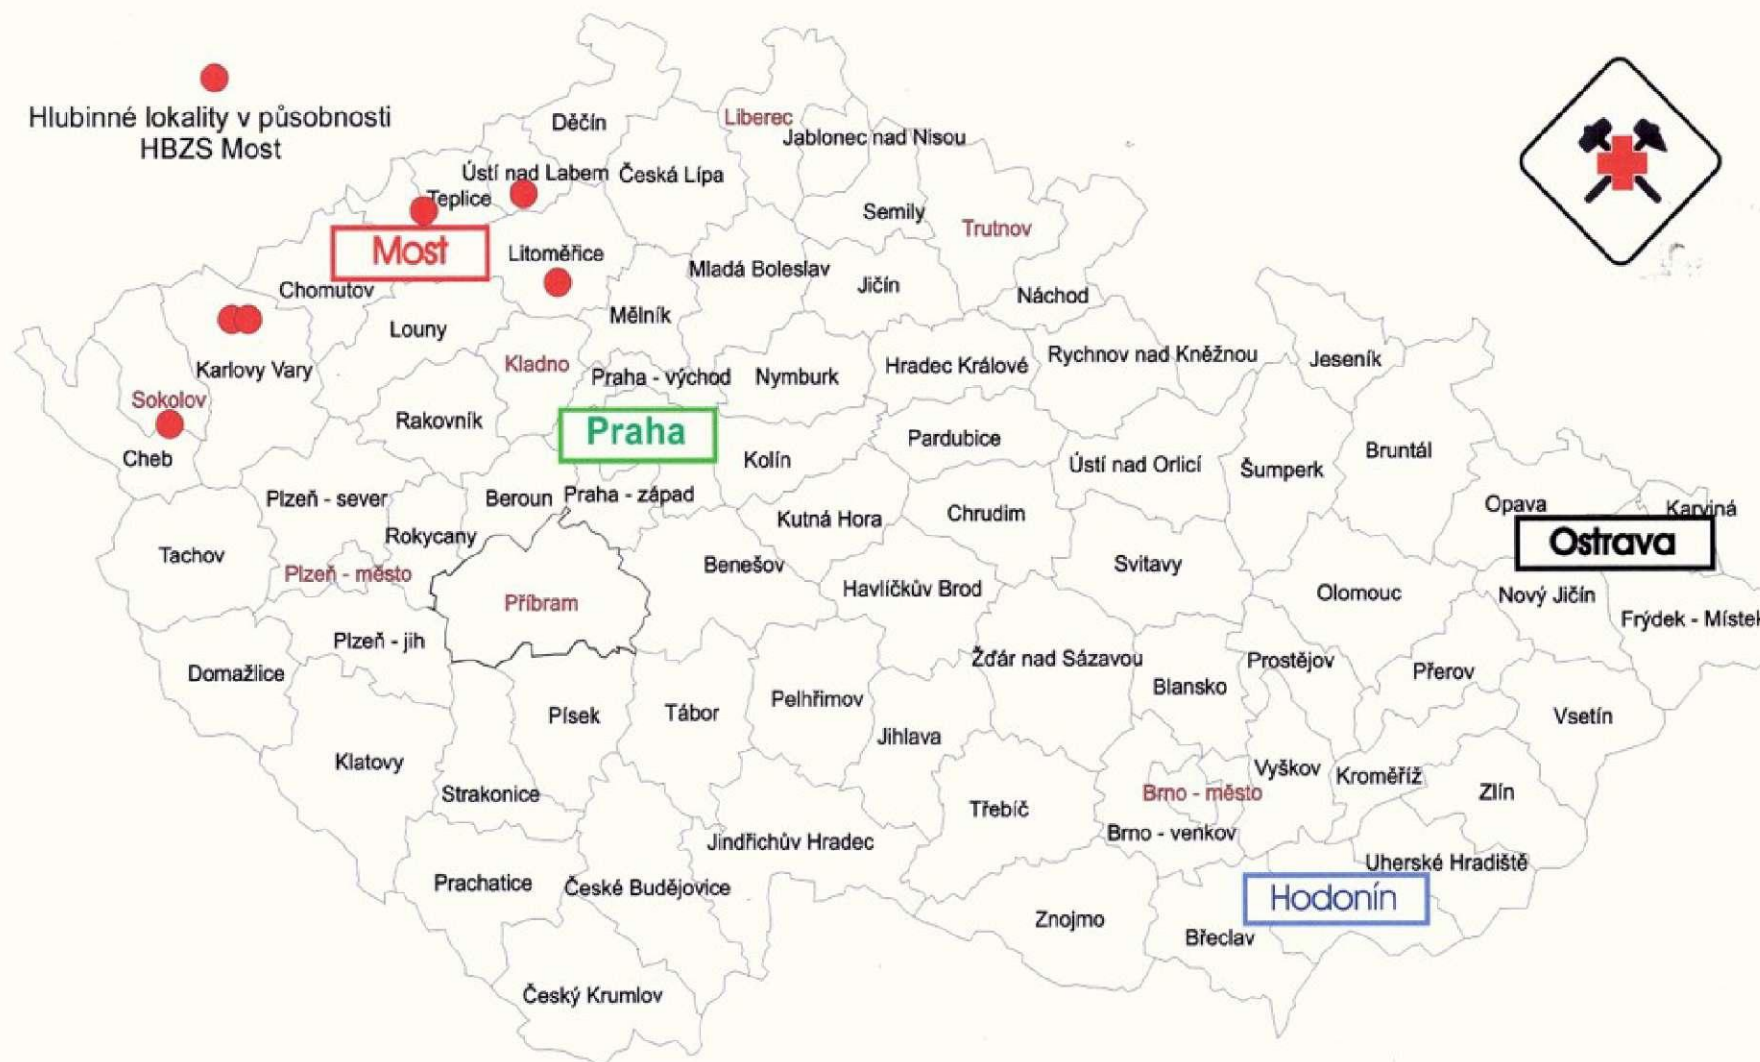 Hlubinné lokality v působnosti
HBZS Most
Děčín
Liberec
Jablonec nad Nisou
Ústí nad Labem
Česká Lípa
Teplice
Semily
Trutnov
Most
Litoměřice
Mladá Boleslav
Jičín
Náchod
Chomutov
Mělník
Louny
Karlovy Vary
Kladno
Praha - východ
Nymburk
Hradec Králové
Rychnov nad Kněžnou
Jeseník
Sokolov
Rakovník
Praha
Kolín
Pardubice
Ústí nad Orlicí
Šumperk
Bruntál
Cheb
Plzeň - sever
Beroun
Praha - západ
Kutná Hora
Chrudim
Opava
Karviná
Rokycany
Ostrava
Tachov
Plzeň - město
Benešov
Havlíčkův Brod
Svitavy
Olomouc
Nový Jičín
Příbram
Frýdek - Místek
Plzeň - jih
Domažlice
Žďár nad Sázavou
Prostějov
Přerov
Blansko
Písek
Tábor
Pelhřimov
Jihlava
Vsetín
Klatovy
Vyškov
Kroměříž
Strakonice
Třebíč
Brno - město
Zlín
Brno - venkov
Jindřichův Hradec
Uherské Hradiště
Prachatice
České Budějovice
Hodonín
Znojmo
Břeclav
Český Krumlov